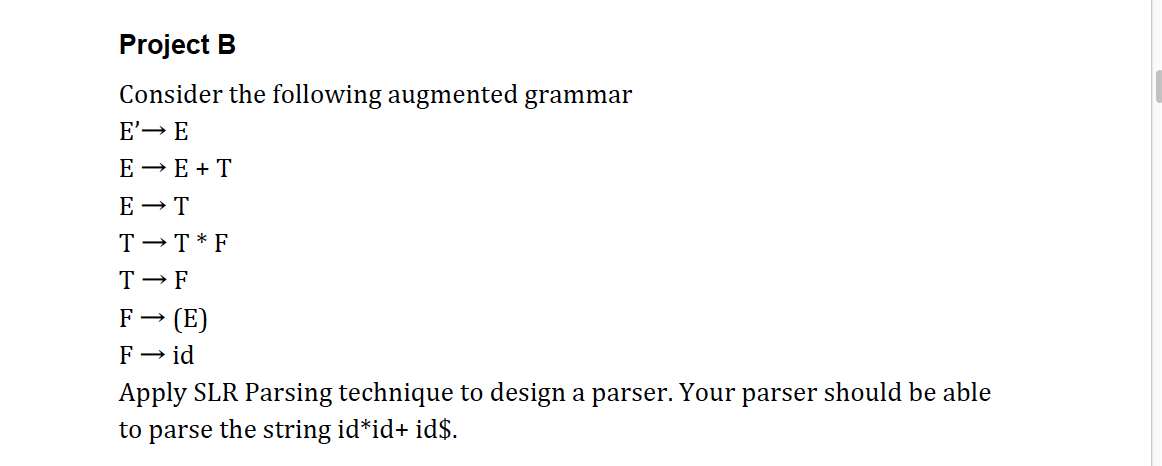 Project B
Consider the following augmented grammar
E’→ E
E → E + T
E → T
T → T * F
T → F
F → (E)
F → id
Apply SLR Parsing technique to design a parser. Your parser should be able
to parse the string id*id+ id$.